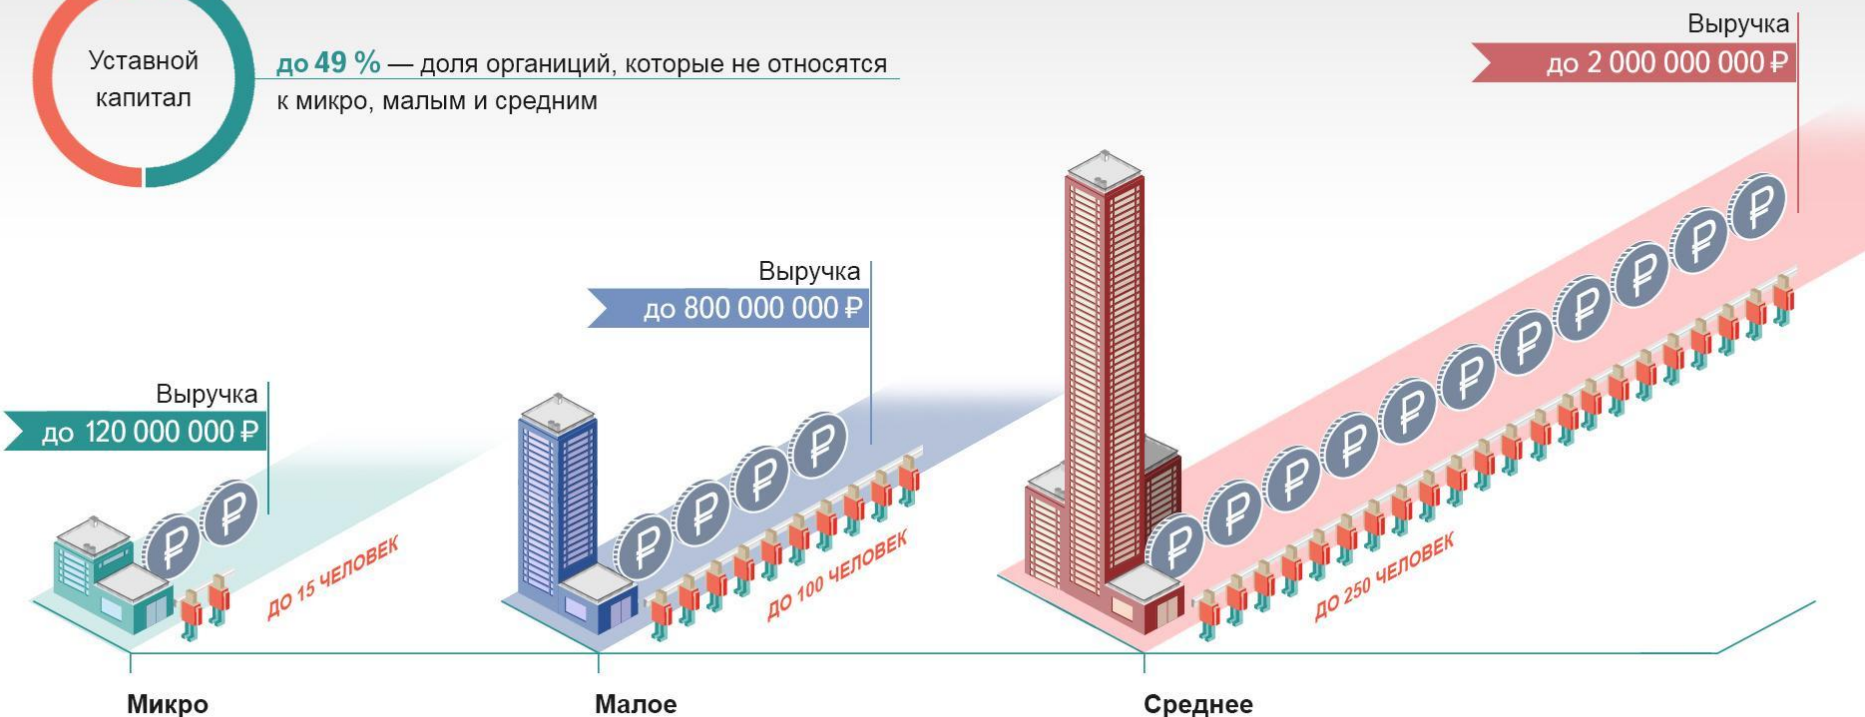 Уставной
капитал
до 49 % — доля органиций, которые не относятся
к микро, малым и средним
Выручка
до 2 000 000 000 ₽
Выручка
до 800 000 000 ₽
Выручка
до 120 000 000 ₽
ДО 15 ЧЕЛОВЕК
ДО 100 ЧЕЛОВЕК
ДО 250 ЧЕЛОВЕК
Микро
Малое
Среднее